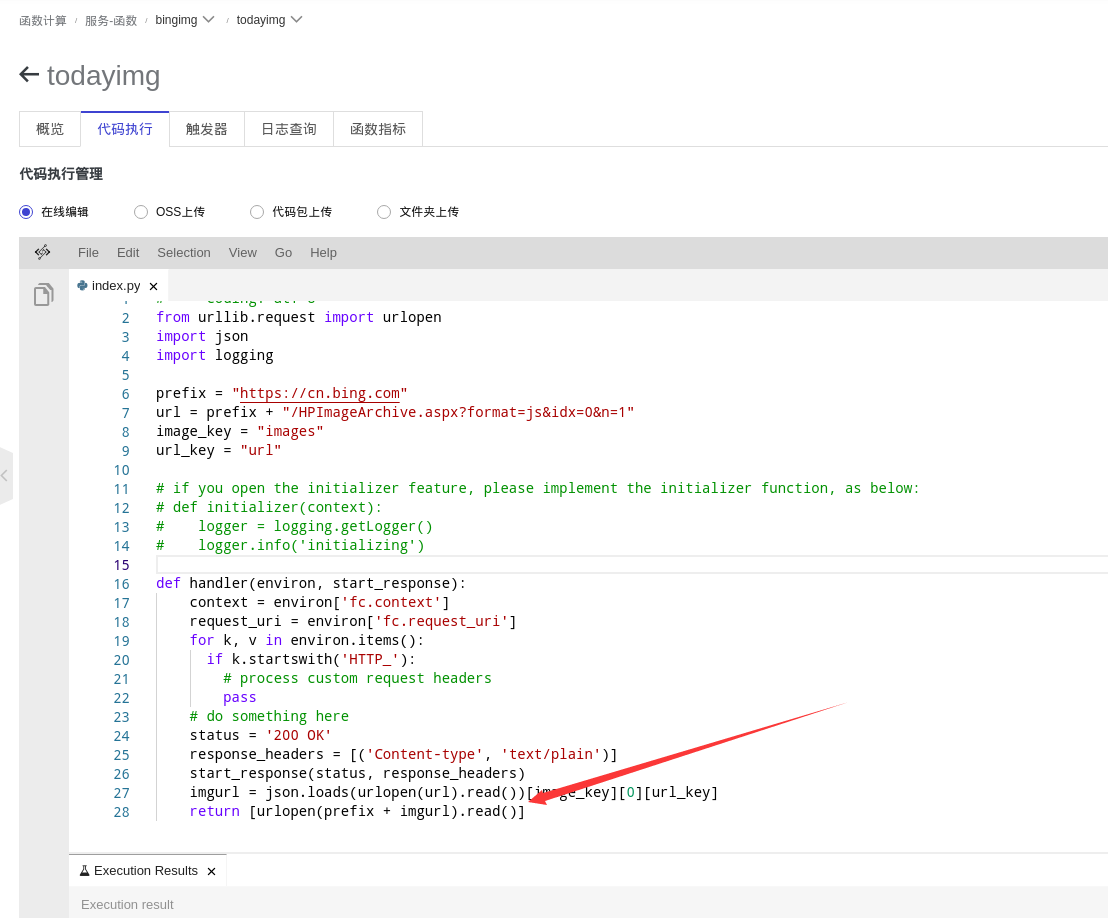 函数计算 / 服务-函数 / bingimg / todayimg
todayimg
概览 代码执行 触发器 日志查询 函数指标
代码执行管理
在线编辑 OSS上传 代码包上传 文件夹上传
File Edit Selection View Go Help
index.py ×
2 from urllib.request import urlopen
3 import json
4 import logging
5
6 prefix = "https://cn.bing.com"
7 url = prefix + "/HPImageArchive.aspx?format=js&idx=0&n=1"
8 image_key = "images"
9 url_key = "url"
10
11 # if you open the initializer feature, please implement the initializer function, as below:
12 # def initializer(context):
13 #    logger = logging.getLogger()
14 #    logger.info('initializing')
15
16 def handler(environ, start_response):
17     context = environ['fc.context']
18     request_uri = environ['fc.request_uri']
19     for k, v in environ.items():
20       if k.startswith('HTTP_'):
21         # process custom request headers
22         pass
23     # do something here
24     status = '200 OK'
25     response_headers = [('Content-type', 'text/plain')]
26     start_response(status, response_headers)
27     imgurl = json.loads(urlopen(url).read())[image_key][0][url_key]
28     return [urlopen(prefix + imgurl).read()]
Execution Results ×
Execution result